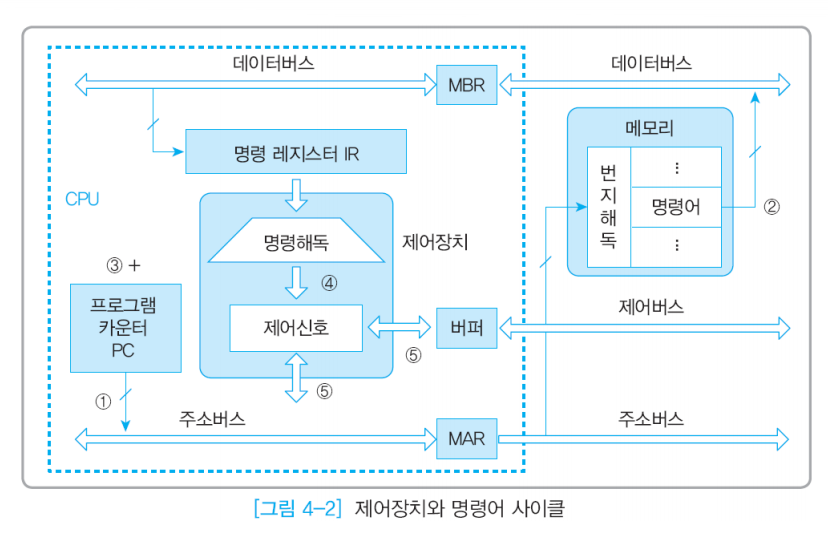 데이터버스
MBR
데이터버스
명령 레지스터 IR
메모리
번
지
해
독
⋮
명령어
⋮
②
CPU
명령해독
제어장치
④
③ +
프로그램
카운터
PC
제어신호
⑤
버퍼
제어버스
⑤
①
주소버스
MAR
주소버스
[그림 4-2] 제어장치와 명령어 사이클